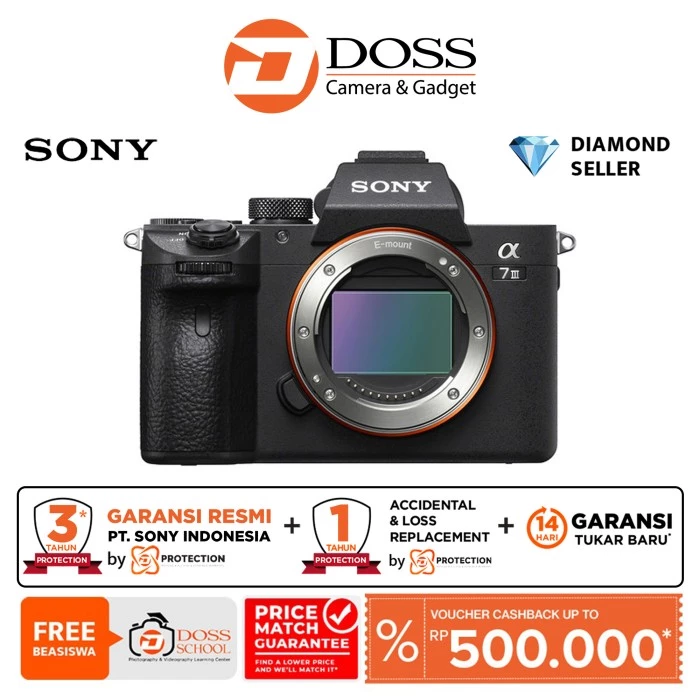 DOSS
Camera & Gadget
SONY
DIAMOND
SELLER
SONY
E-mount
α
7 III
3*
TAHUN
PROTECTION
GARANSI RESMI
PT. SONY INDONESIA
by PROTECTION
+
1
TAHUN
PROTECTION
ACCIDENTAL
& LOSS
REPLACEMENT
by PROTECTION
+
14
HARI
GARANSI
TUKAR BARU*
FREE
BEASISWA
DOSS
SCHOOL
Photography & Videography Learning Center
PRICE
MATCH
GUARANTEE
FIND A LOWER PRICE
AND WE'LL MATCH IT*
%
VOUCHER CASHBACK UP TO
RP 500.000*